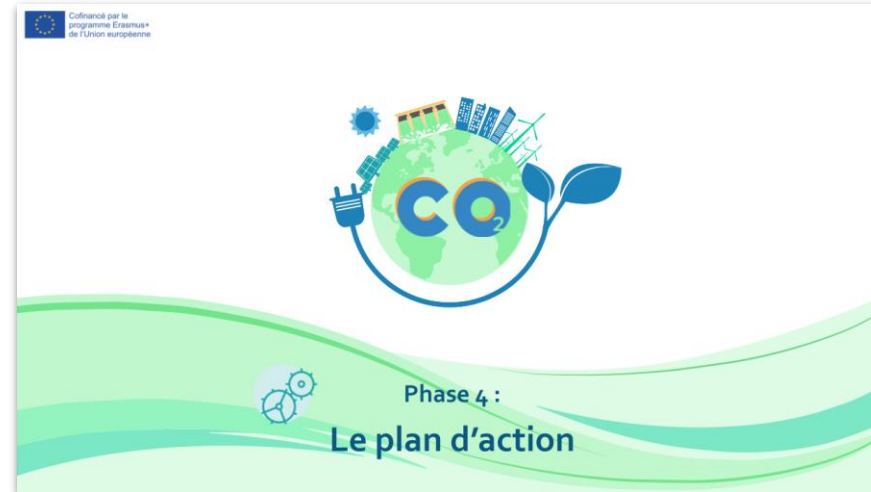 Cofinancé par le
programme Erasmus+
de l'Union européenne
CO2
Phase 4 :
Le plan d'action